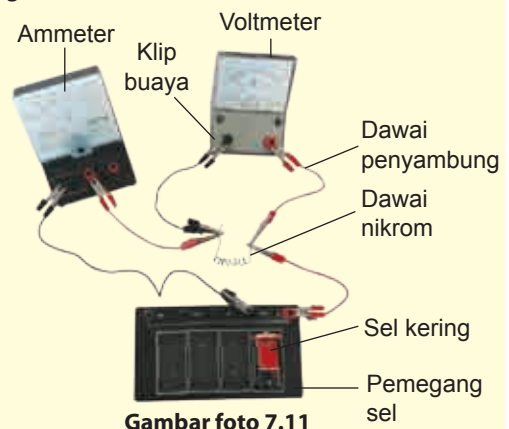 Ammeter
Voltmeter
Klip
buaya
Dawai
penyambung
Dawai
nikrom
Sel kering
Pemegang
sel
Gambar foto 7.11